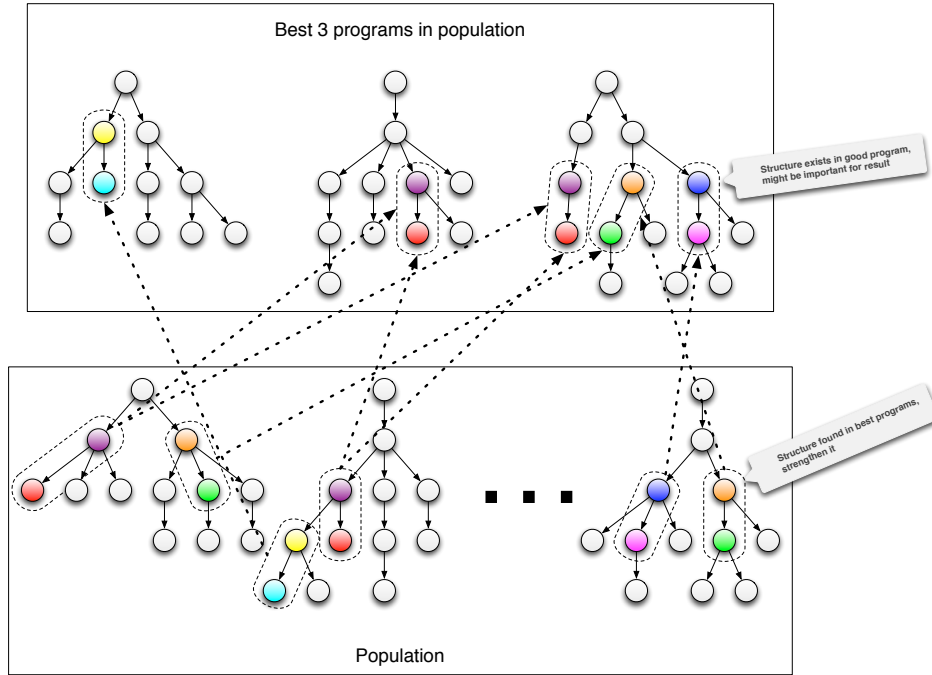 Best 3 programs in population
Structure exists in good program,
might be important for result
Structure found in best programs,
strengthen it
Population